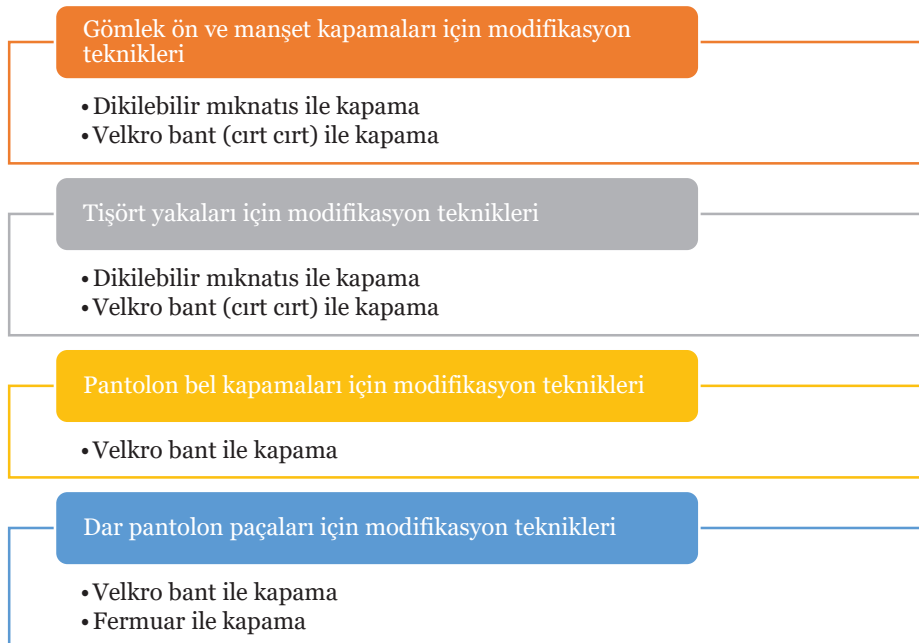 Gömlek ön ve manşet kapamaları için modifikasyon
teknikleri
• Dikilebilir mıknatıs ile kapama
• Velkro bant (cırt cırt) ile kapama
Tişört yakaları için modifikasyon teknikleri
• Dikilebilir mıknatıs ile kapama
• Velkro bant (cırt cırt) ile kapama
Pantolon bel kapamaları için modifikasyon teknikleri
• Velkro bant ile kapama
Dar pantolon paçaları için modifikasyon teknikleri
• Velkro bant ile kapama
• Fermuar ile kapama